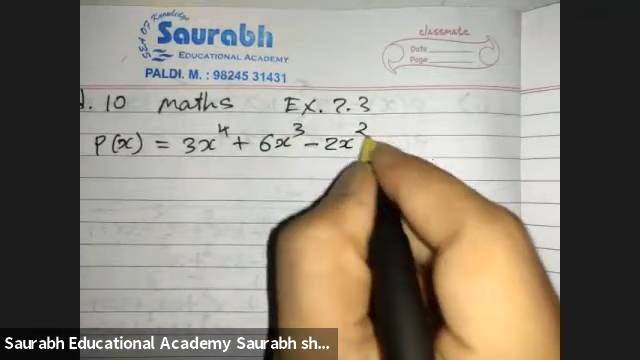 SEA OF Knowledge
Saurabh
EDUCATIONAL ACADEMY
PALDI. M. : 98245 31431
classmate
Date
Page
. 10 maths EX. 2.3
P(x) = 3x⁴ + 6x³ - 2x²
Saurabh Educational Academy Saurabh sh...